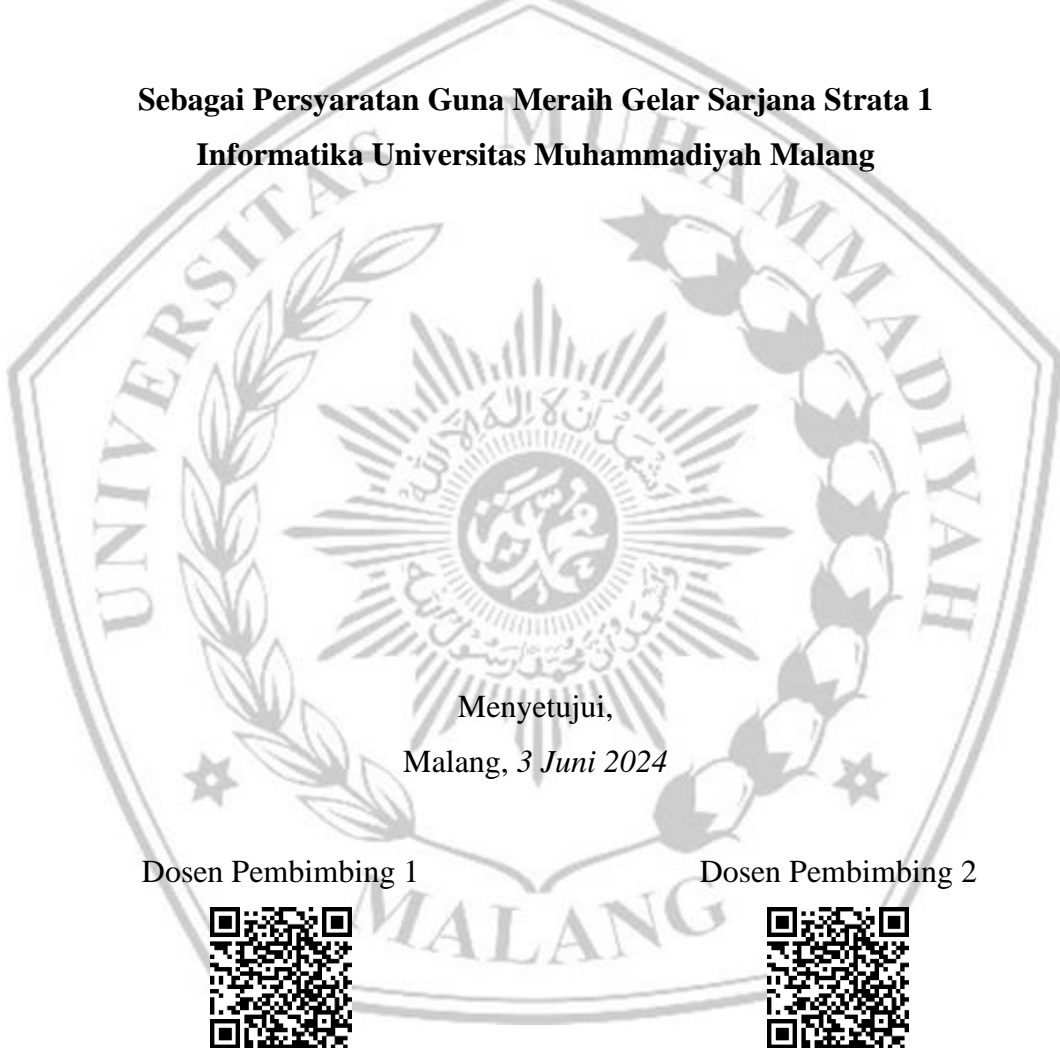 Sebagai Persyaratan Guna Meraih Gelar Sarjana Strata 1
Informatika Universitas Muhammadiyah Malang
UNIVERSITAS MUHAMMADIYAH
Menyetujui,
Malang, 3 Juni 2024
Dosen Pembimbing 1
Dosen Pembimbing 2
MALANG